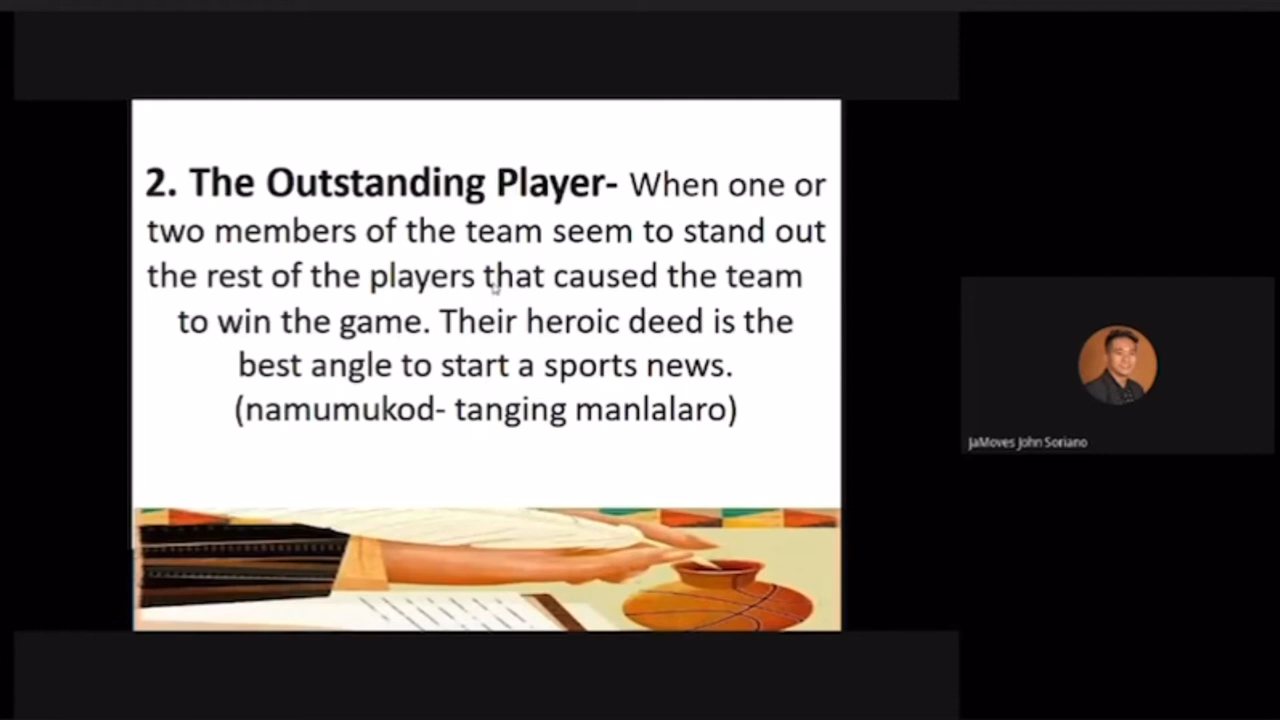 2. The Outstanding Player- When one or
two members of the team seem to stand out
the rest of the players that caused the team
to win the game. Their heroic deed is the
best angle to start a sports news.
(namumukod- tanging manlalaro)
JaMoves John Soriano